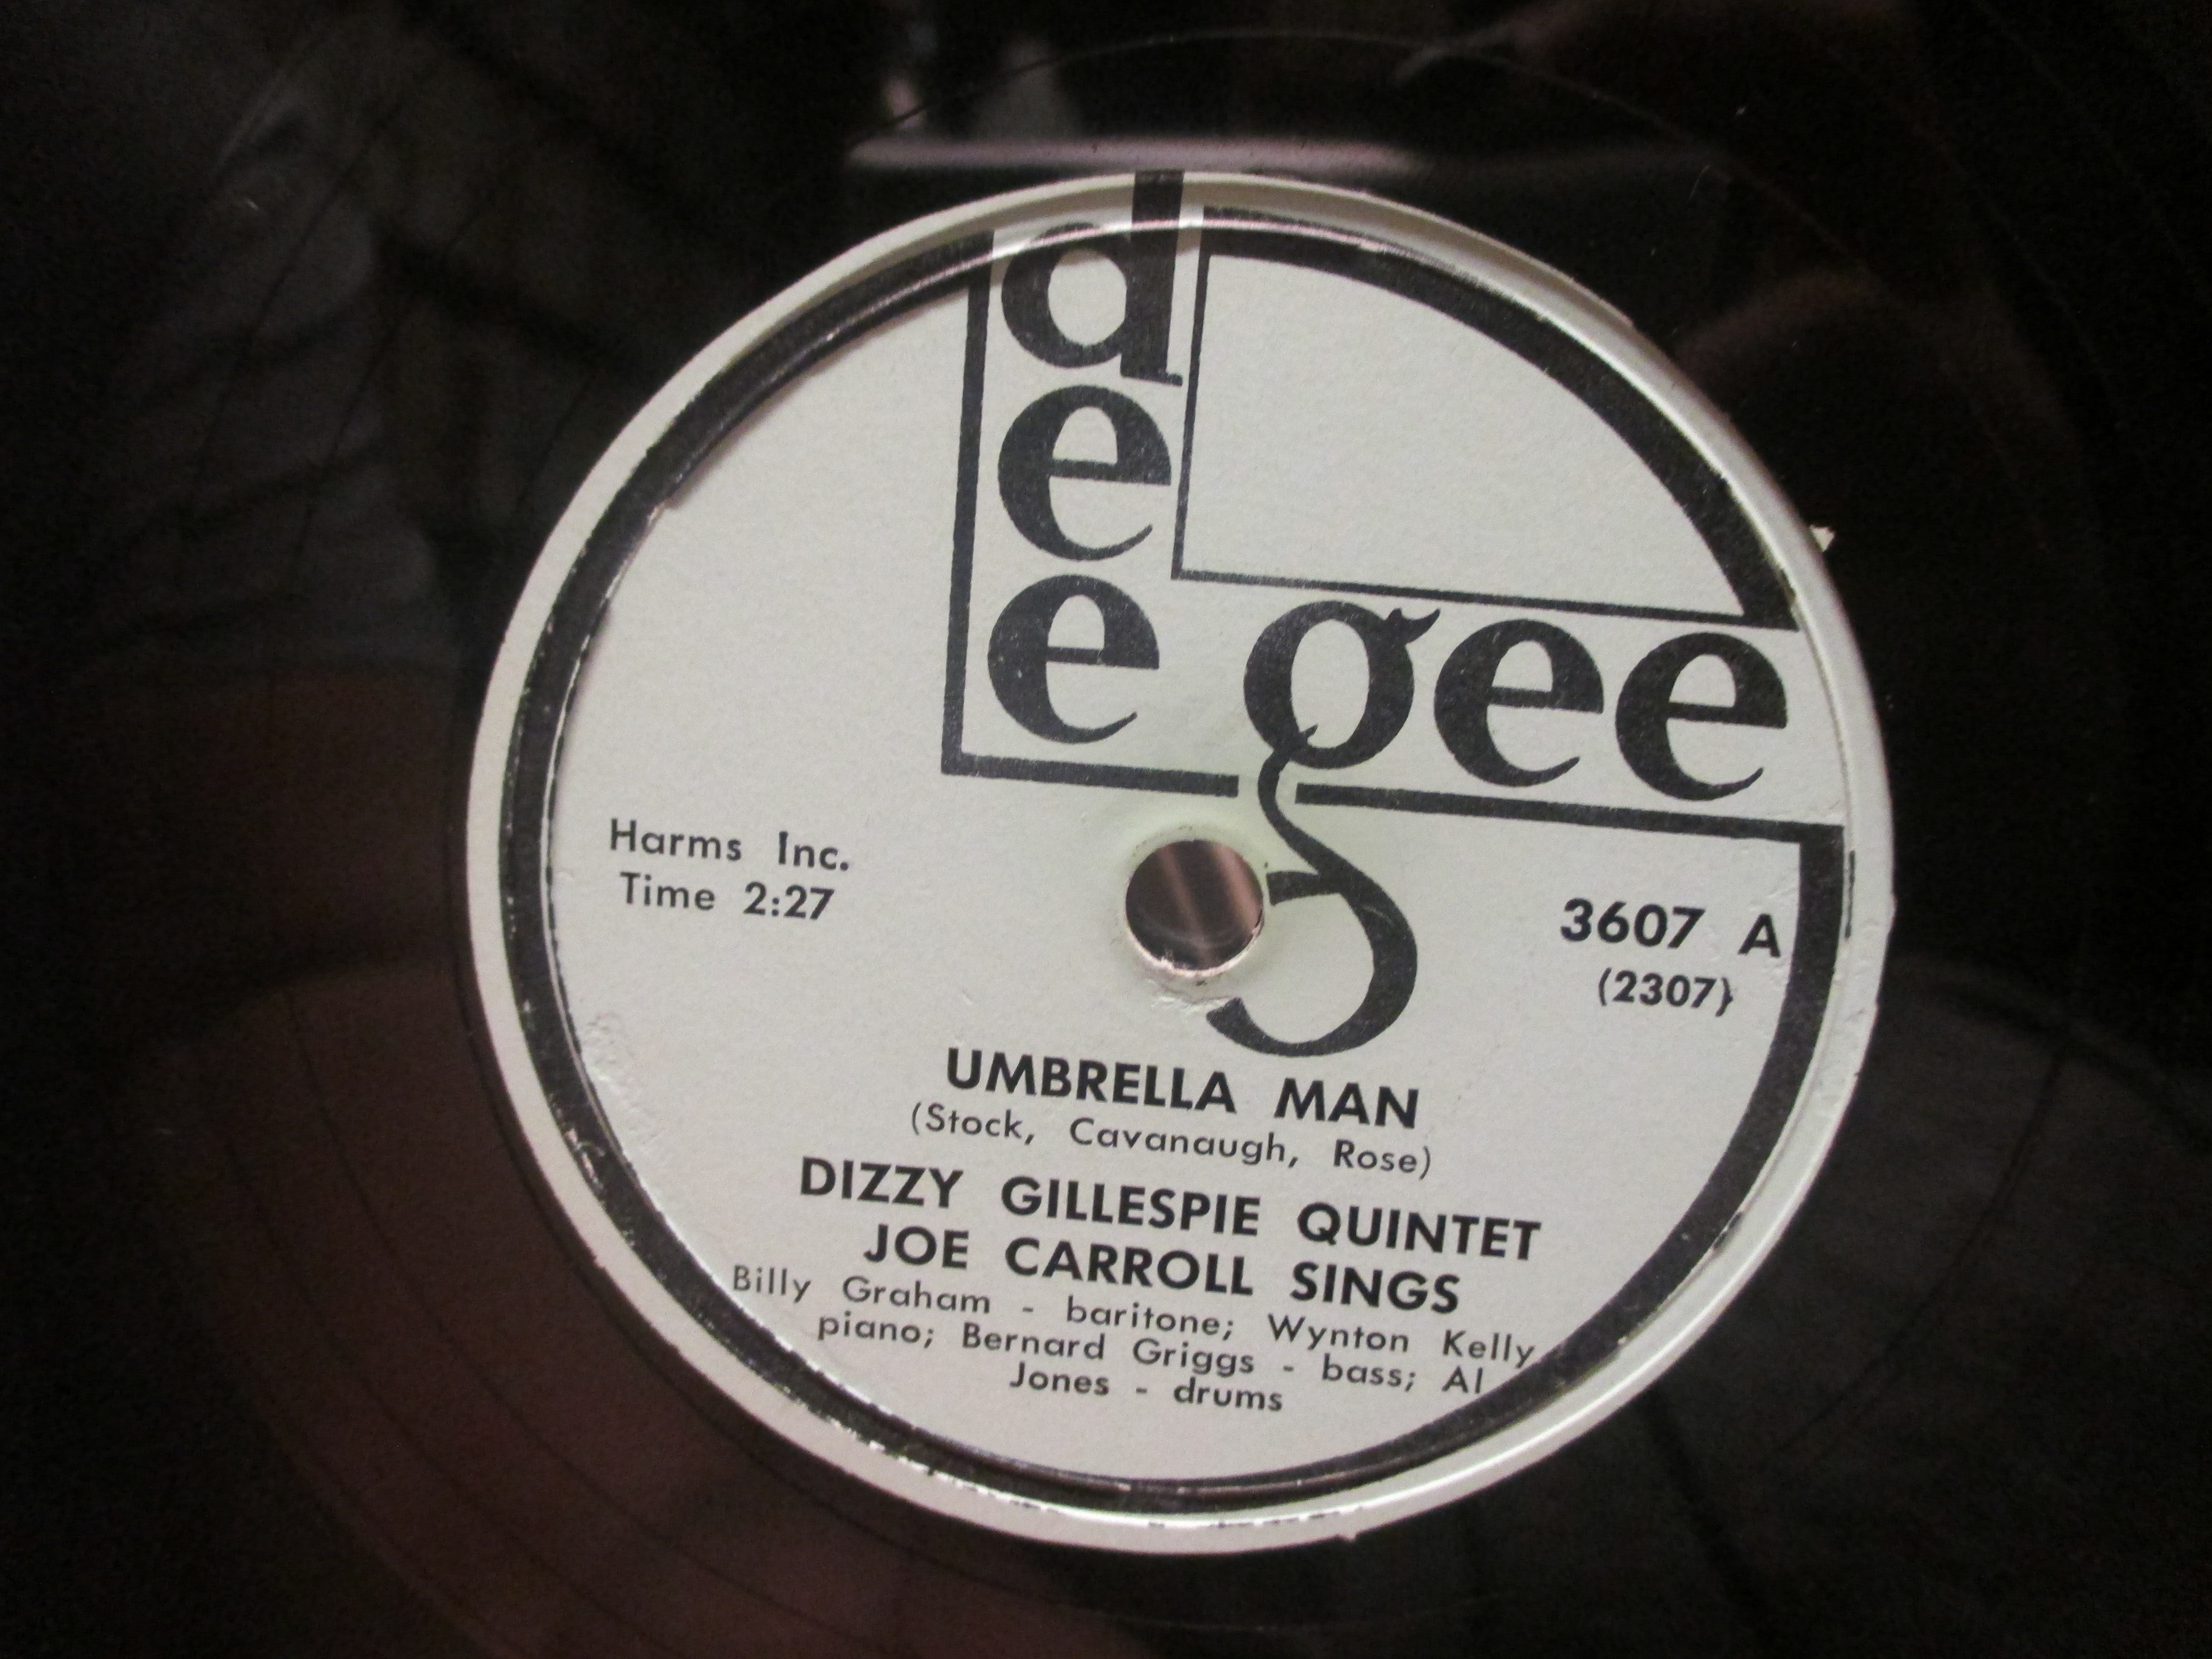 dee gee
Harms Inc.
Time 2:27
3607 A
(2307)
UMBRELLA MAN
(Stock, Cavanaugh, Rose)
DIZZY GILLESPIE QUINTET
JOE CARROLL SINGS
Billy Graham - baritone; Wynton Kelly
piano; Bernard Griggs - bass; Al
Jones - drums